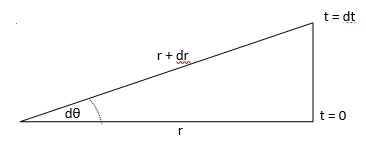 t = dt
r + dr
dθ
t = 0
r